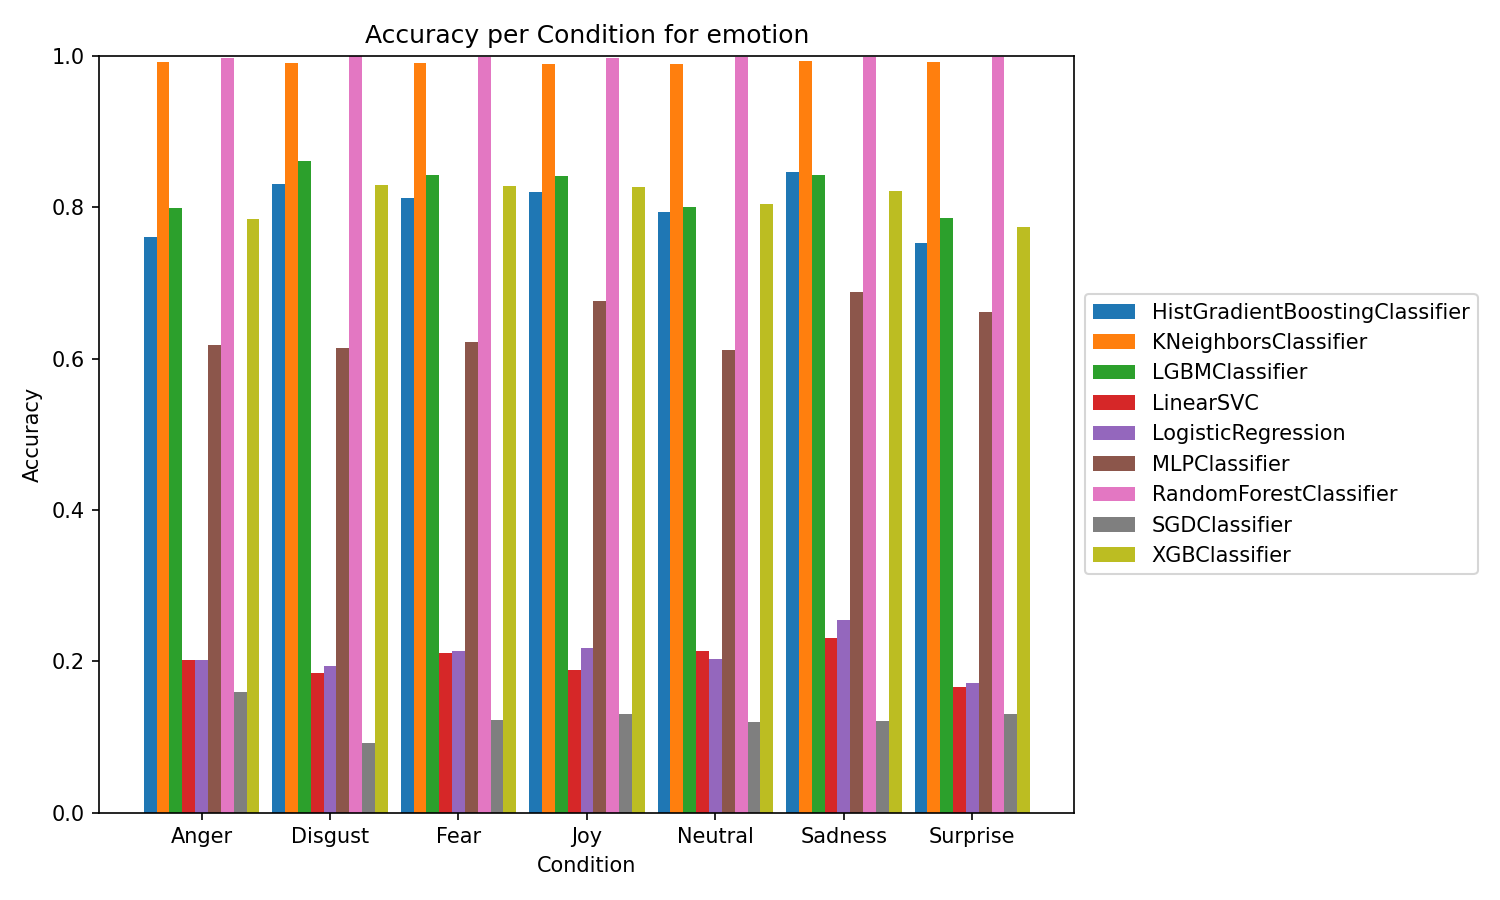 Accuracy per Condition for emotion
1.0
0.8
0.6
0.4
0.2
0.0
Accuracy
Anger Disgust Fear Joy Neutral Sadness Surprise
Condition
HistGradientBoostingClassifier
KNeighborsClassifier
LGBMClassifier
LinearSVC
LogisticRegression
MLPClassifier
RandomForestClassifier
SGDClassifier
XGBClassifier